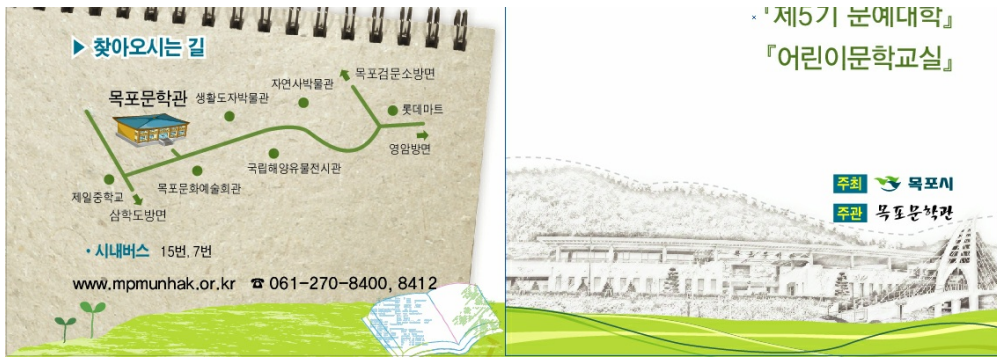 ▶ 찾아오시는 길
목포검문소방면
자연사박물관
생활도자박물관
목포문학관
롯데마트
영암방면
국립해양유물전시관
목포문화예술회관
제일중학교
삼학도방면
• 시내버스 15번, 7번
www.mpmunhak.or.kr ☎ 061-270-8400, 8412
『제5기 문예대학』
『어린이문학교실』
주최 목포시
주관 목포문학관